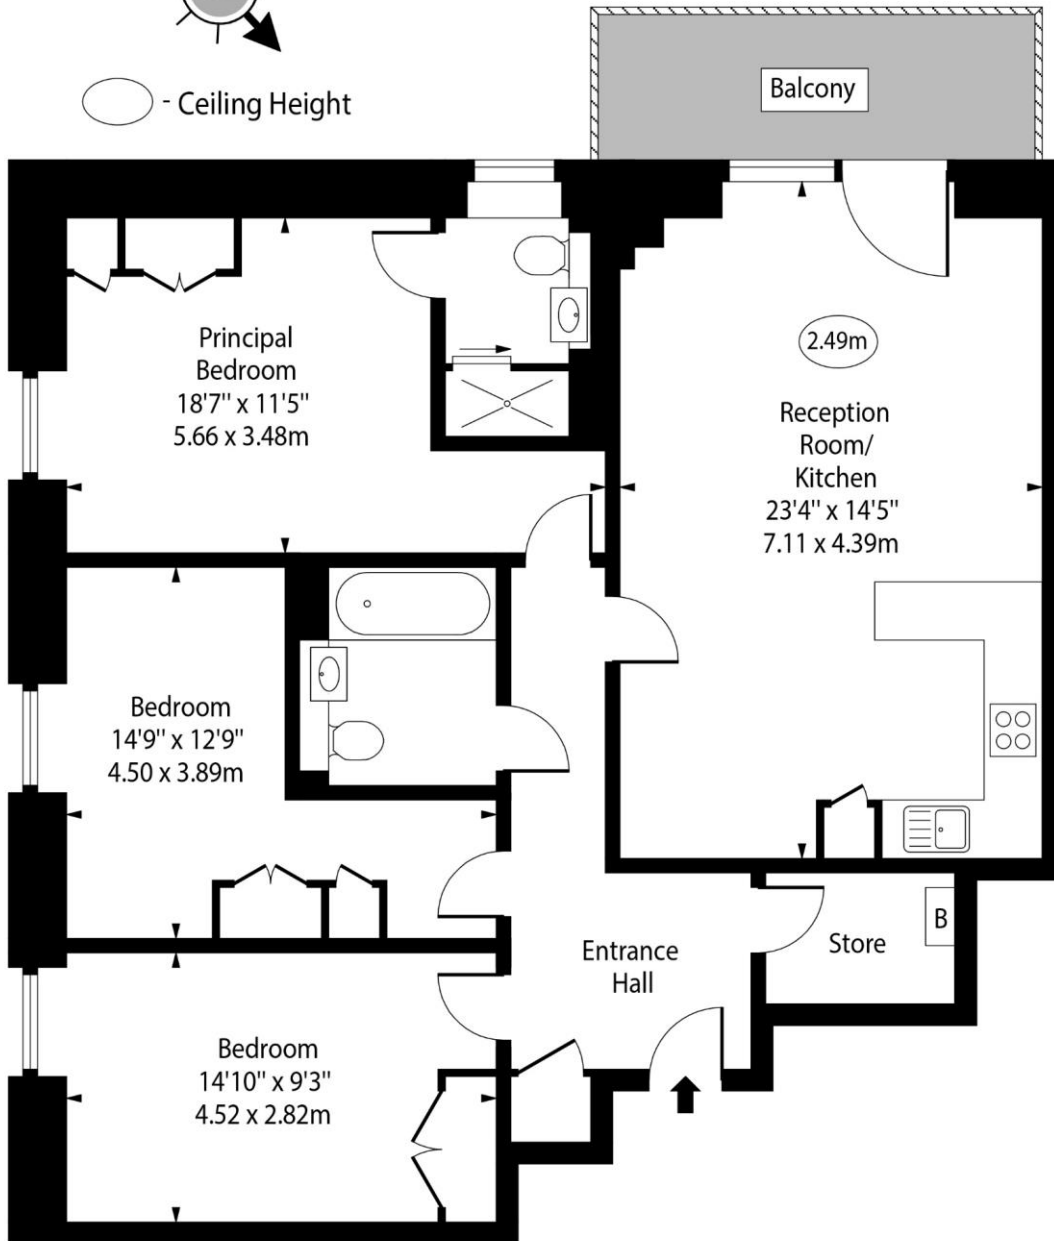 - Ceiling Height
Balcony
Principal
Bedroom
18'7" x 11'5"
5.66 x 3.48m
2.49m
Reception
Room/
Kitchen
23'4" x 14'5"
7.11 x 4.39m
Bedroom
14'9" x 12'9"
4.50 x 3.89m
Entrance
Hall
Store
B
Bedroom
14'10" x 9'3"
4.52 x 2.82m